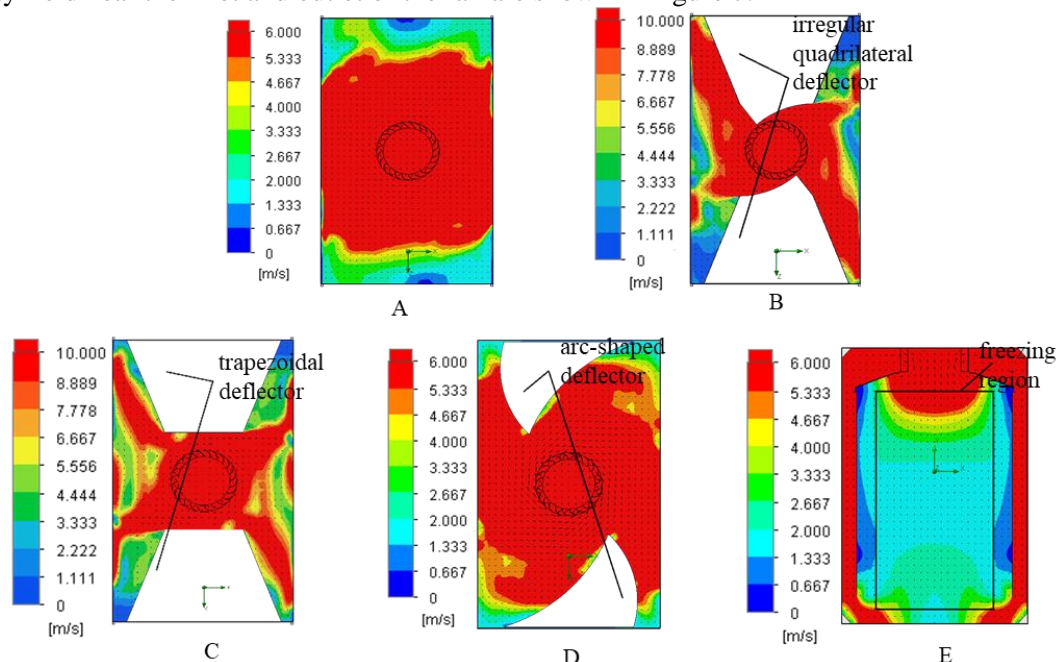 6.000
5.333
4.667
4.000
3.333
2.667
2.000
1.333
0.667
0
[m/s]
A
10.000
8.889
7.778
6.667
5.556
4.444
3.333
2.222
1.111
0
[m/s]
irregular
quadrilateral
deflector
X
Z
B
10.000
8.889
7.778
6.667
5.556
4.444
3.333
2.222
1.111
0
[m/s]
trapezoidal
deflector
C
6.000
5.333
4.667
4.000
3.333
2.667
2.000
1.333
0.667
0
[m/s]
arc-shaped
deflector
D
6.000
5.333
4.667
4.000
3.333
2.667
2.000
1.333
0.667
0
[m/s]
freezing
region
E